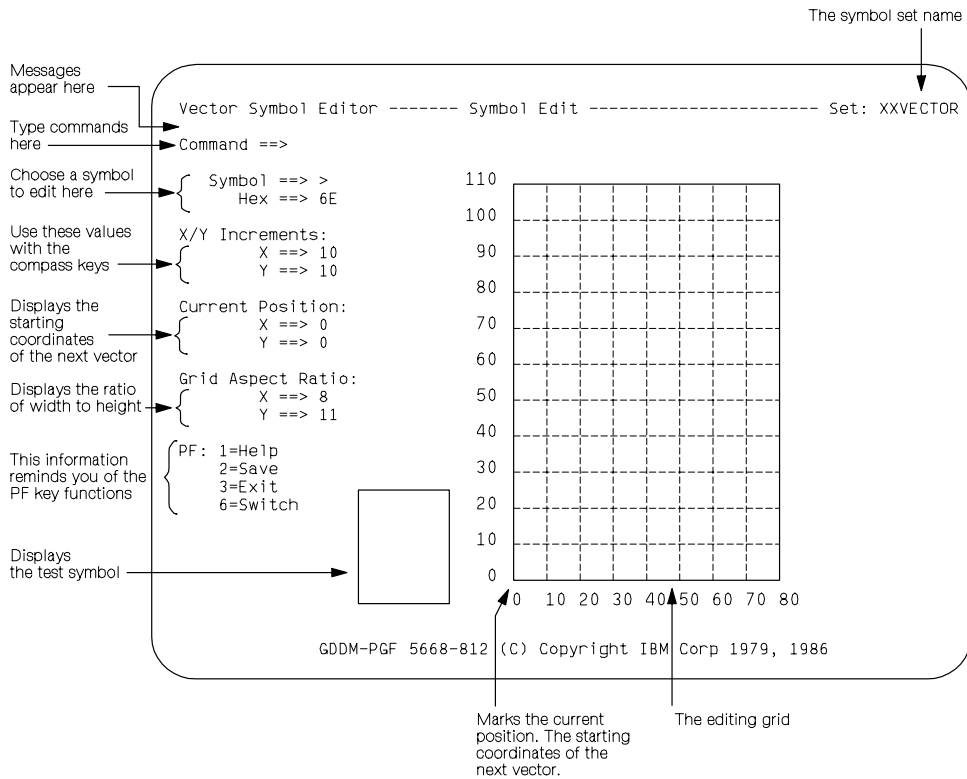 The symbol set name
Messages
appear here
Vector Symbol Editor ------- Symbol Edit ----------------------- Set: XXVECTOR
Type commands
here
Command ==>
Choose a symbol
to edit here
Symbol ==> >
Hex ==> 6E
Use these values
with the
compass keys
X/Y Increments:
X ==> 10
Y ==> 10
Displays the
starting
coordinates
of the next vector
Current Position:
X ==> 0
Y ==> 0
Displays the ratio
of width to height
Grid Aspect Ratio:
X ==> 8
Y ==> 11
This information
reminds you of the
PF key functions
PF: 1=Help
2=Save
3=Exit
6=Switch
Displays
the test symbol
110
100
90
80
70
60
50
40
30
20
10
0
0 10 20 30 40 50 60 70 80
GDDM-PGF 5668-812 (C) Copyright IBM Corp 1979, 1986
Marks the current
position. The starting
coordinates of the
next vector.
The editing grid